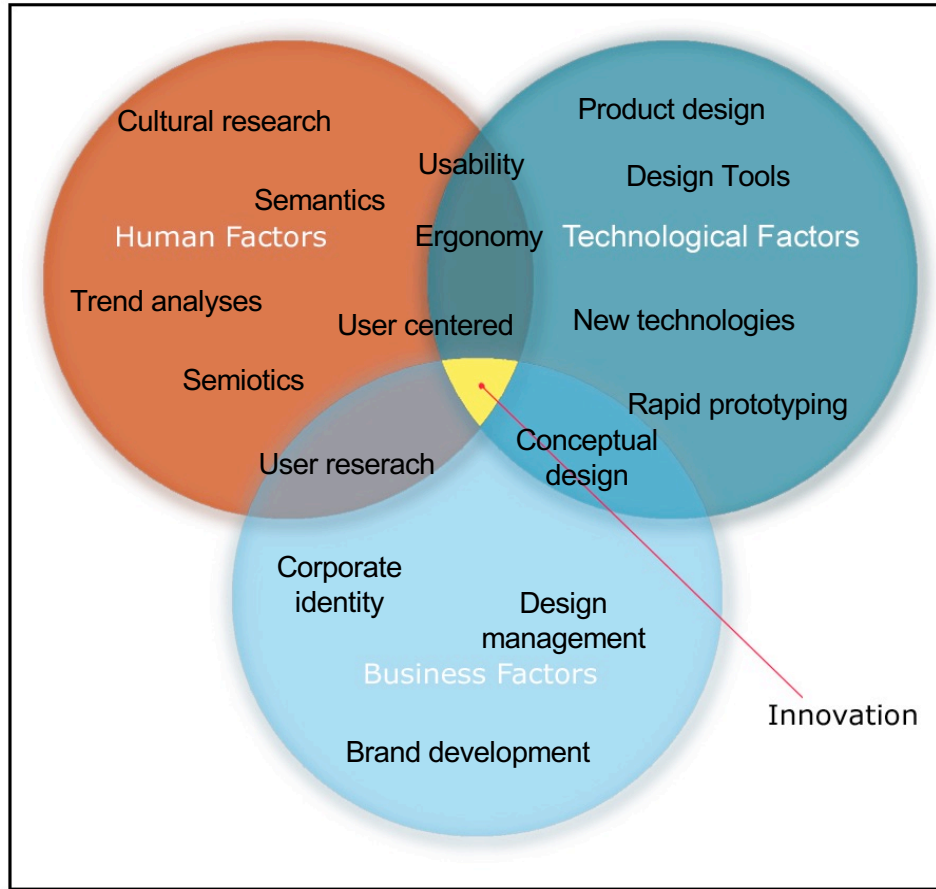 Cultural research
Product design
Usability
Design Tools
Semantics
Human Factors
Ergonomy
Technological Factors
Trend analyses
User centered
New technologies
Semiotics
Rapid prototyping
Conceptual
design
User reserach
Corporate
identity
Design
management
Business Factors
Innovation
Brand development